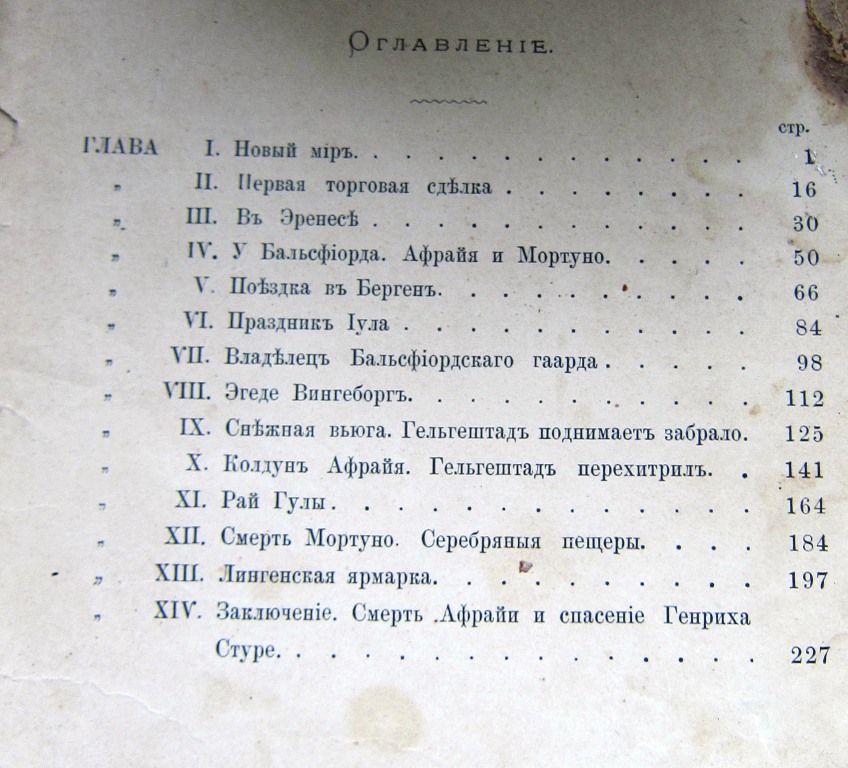 Оглавленіе.
стр.
ГЛАВА I. Новый міръ. . . . . . . . . . . . 1
„ II. Первая торговая сдѣлка . . . . . . . . 16
„ III. Въ Эренесѣ . . . . . . . . . . . . 30
„ IV. У Бальсфіорда. Афрайя и Мортуно. . . . . 50
„ V. Поѣздка въ Бергенъ. . . . . . . . . . 66
„ VI. Праздникъ Іула . . . . . . . . . . . 84
„ VII. Владѣлецъ Бальсфіордскаго гаарда . . . . . 98
„ VIII. Эгеде Вингеборгъ. . . . . . . . . . . 112
„ IX. Снѣжная вьюга. Гельгештадъ поднимаетъ забрало. 125
„ X. Колдунъ Афрайя. Гельгештадъ перехитрилъ. . 141
„ XI. Рай Гулы . . . . . . . . . . . . . 164
„ XII. Смерть Мортуно. Серебряныя пещеры. . . . 184
„ XIII. Лингенская ярмарка. . . . . . . . . . 197
„ XIV. Заключеніе. Смерть Афрайи и спасеніе Генриха
Стуре. . . . . . . . . . . . . . . 227